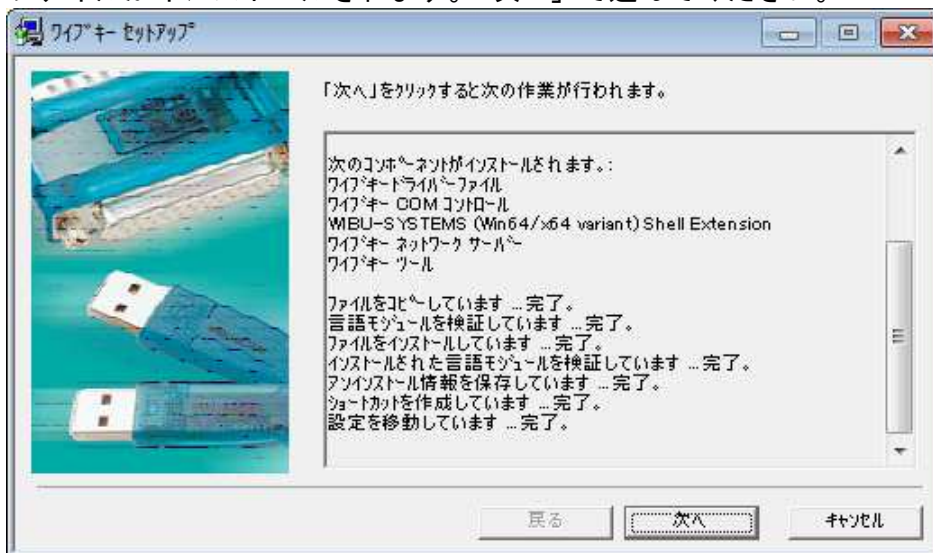 ワイブキー セットアップ
「次へ」をクリックすると次の作業が行われます。
次のコンポーネントがインストールされます。:
ワイブキードライバーファイル
ワイブキー COM コントロール
WIBU-SYSTEMS (Win64/x64 variant) Shell Extension
ワイブキー ネットワーク サーバー
ワイブキー ツール
ファイルをコピーしています ...完了。
言語モジュールを検証しています ...完了。
ファイルをインストールしています ...完了。
インストールされた言語モジュールを検証しています ...完了。
アンインストール情報を保存しています ...完了。
ショートカットを作成しています ...完了。
設定を移動しています ...完了。
戻る 次へ キャンセル